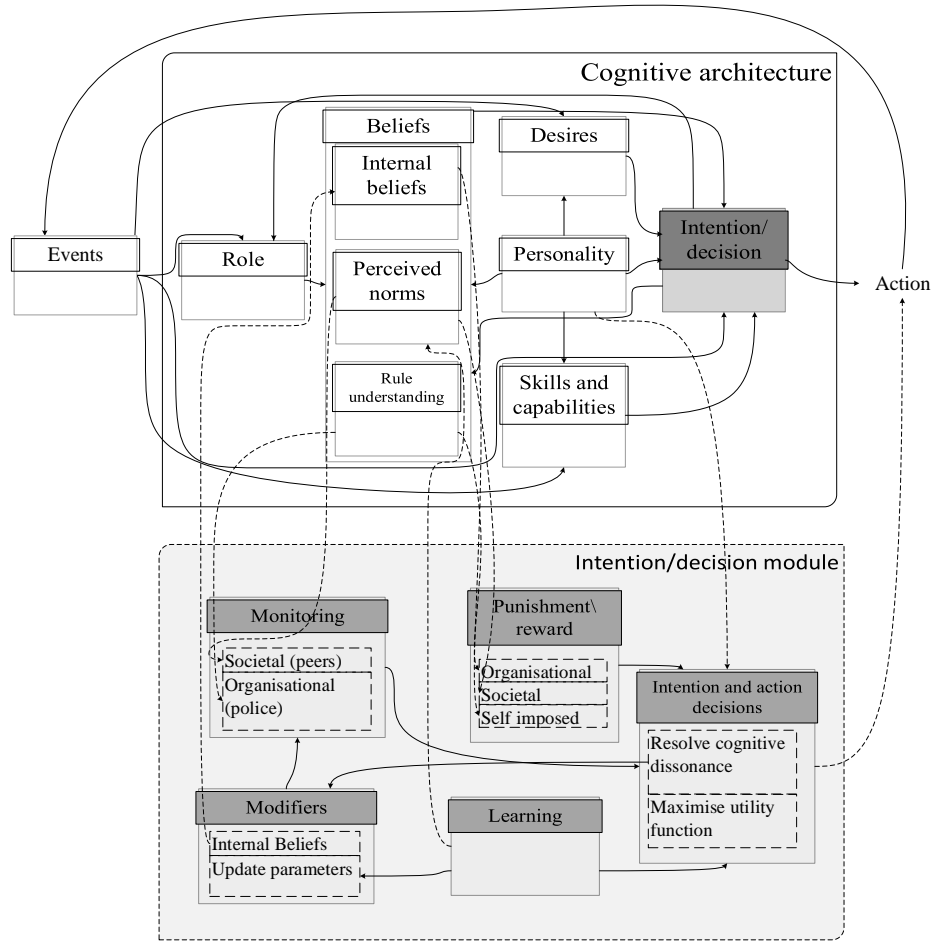 Cognitive architecture
Beliefs
Desires
Internal
beliefs
Intention/
decision
Events
Role
Perceived
norms
Personality
Action
Rule
understanding
Skills and
capabilities
Intention/decision module
Monitoring
Societal (peers)
Organisational
(police)
Punishment\
reward
Organisational
Societal
Self imposed
Intention and action
decisions
Resolve cognitive
dissonance
Maximise utility
function
Modifiers
Internal Beliefs
Update parameters
Learning